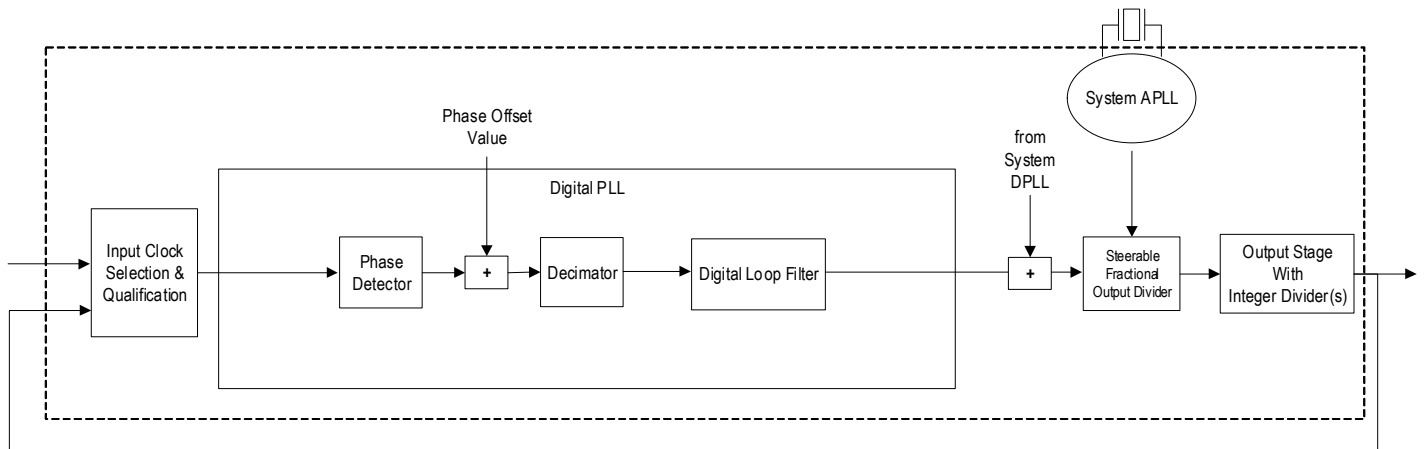 System APLL
Phase Offset
Value
from
System
DPLL
Digital PLL
Input Clock
Selection &
Qualification
Phase
Detector
+
Decimator
Digital Loop Filter
+
Steerable
Fractional
Output Divider
Output Stage
With
Integer Divider(s)